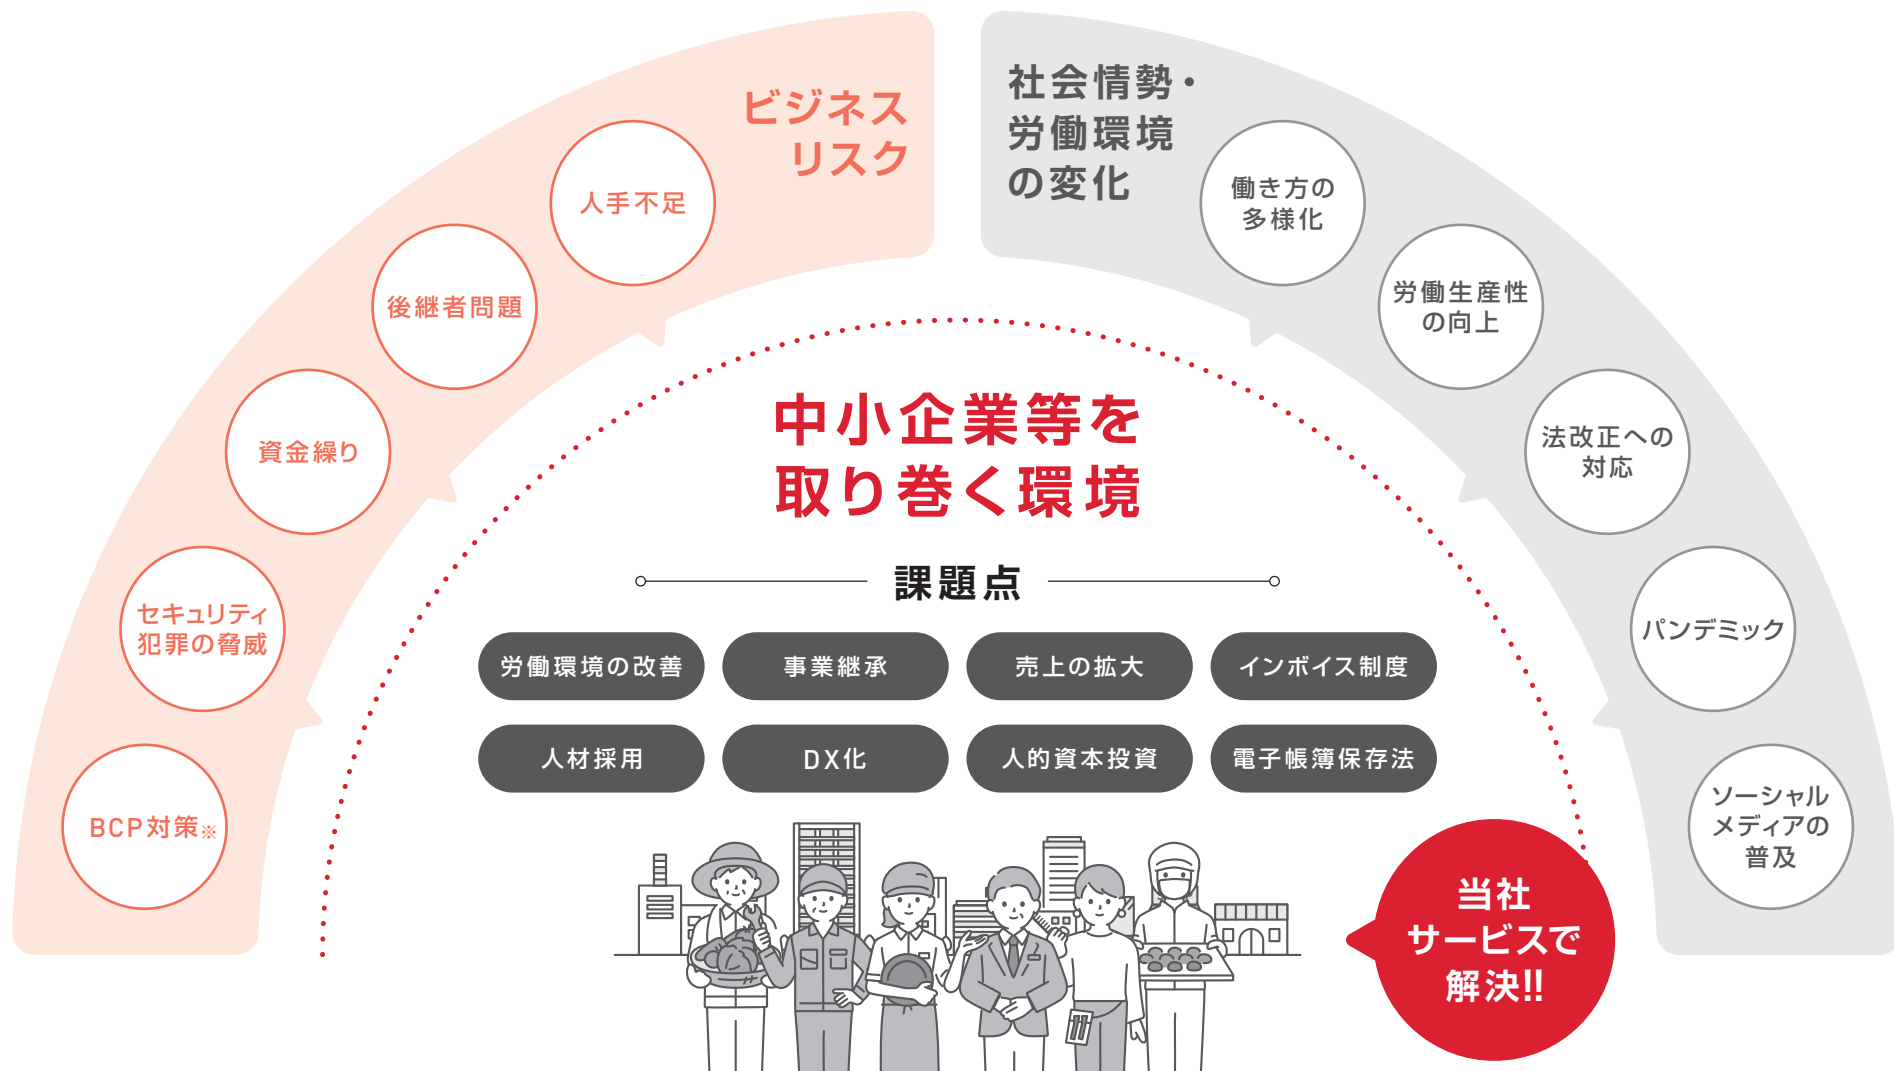 ビジネス
リスク
人手不足
後継者問題
資金繰り
セキュリティ
犯罪の脅威
BCP対策※
社会情勢・
労働環境
の変化
働き方の
多様化
労働生産性
の向上
法改正への
対応
パンデミック
ソーシャル
メディアの
普及
中小企業等を
取り巻く環境
課題点
労働環境の改善
事業継承
売上の拡大
インボイス制度
人材採用
DX化
人的資本投資
電子帳簿保存法
当社
サービスで
解決!!